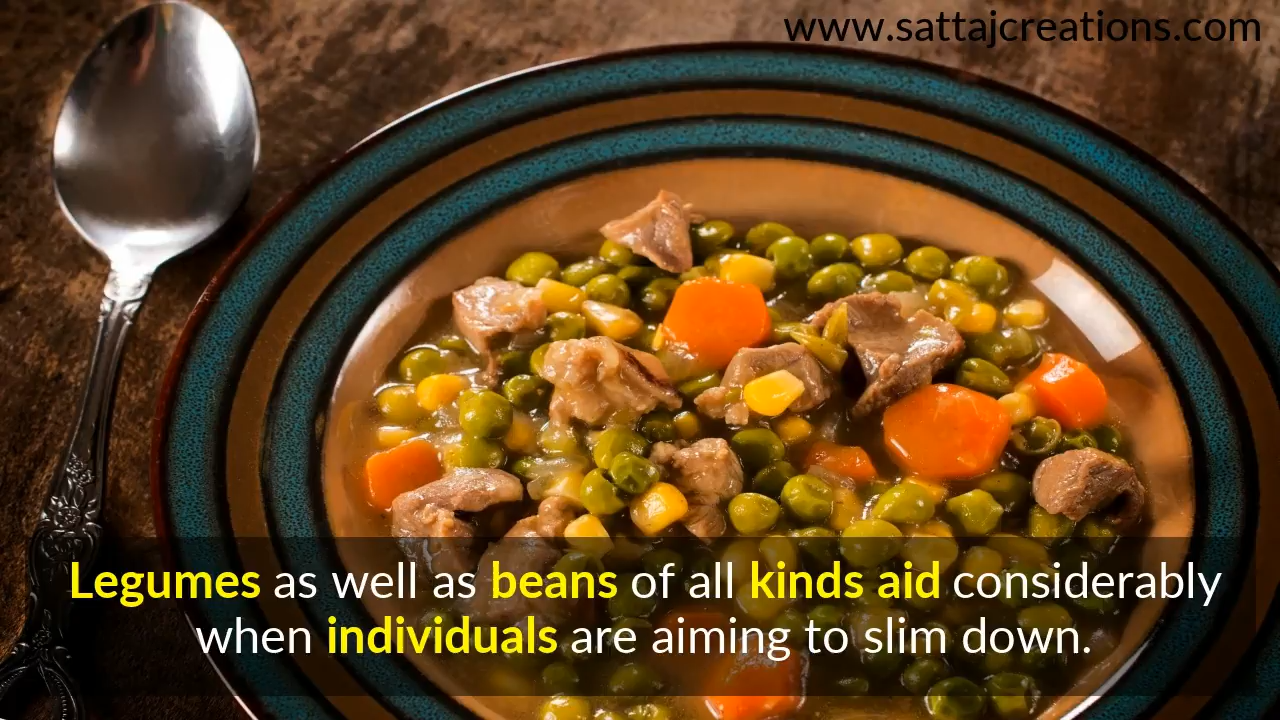 www.sattajcreations.com
Legumes as well as beans of all kinds aid considerably
when individuals are aiming to slim down.